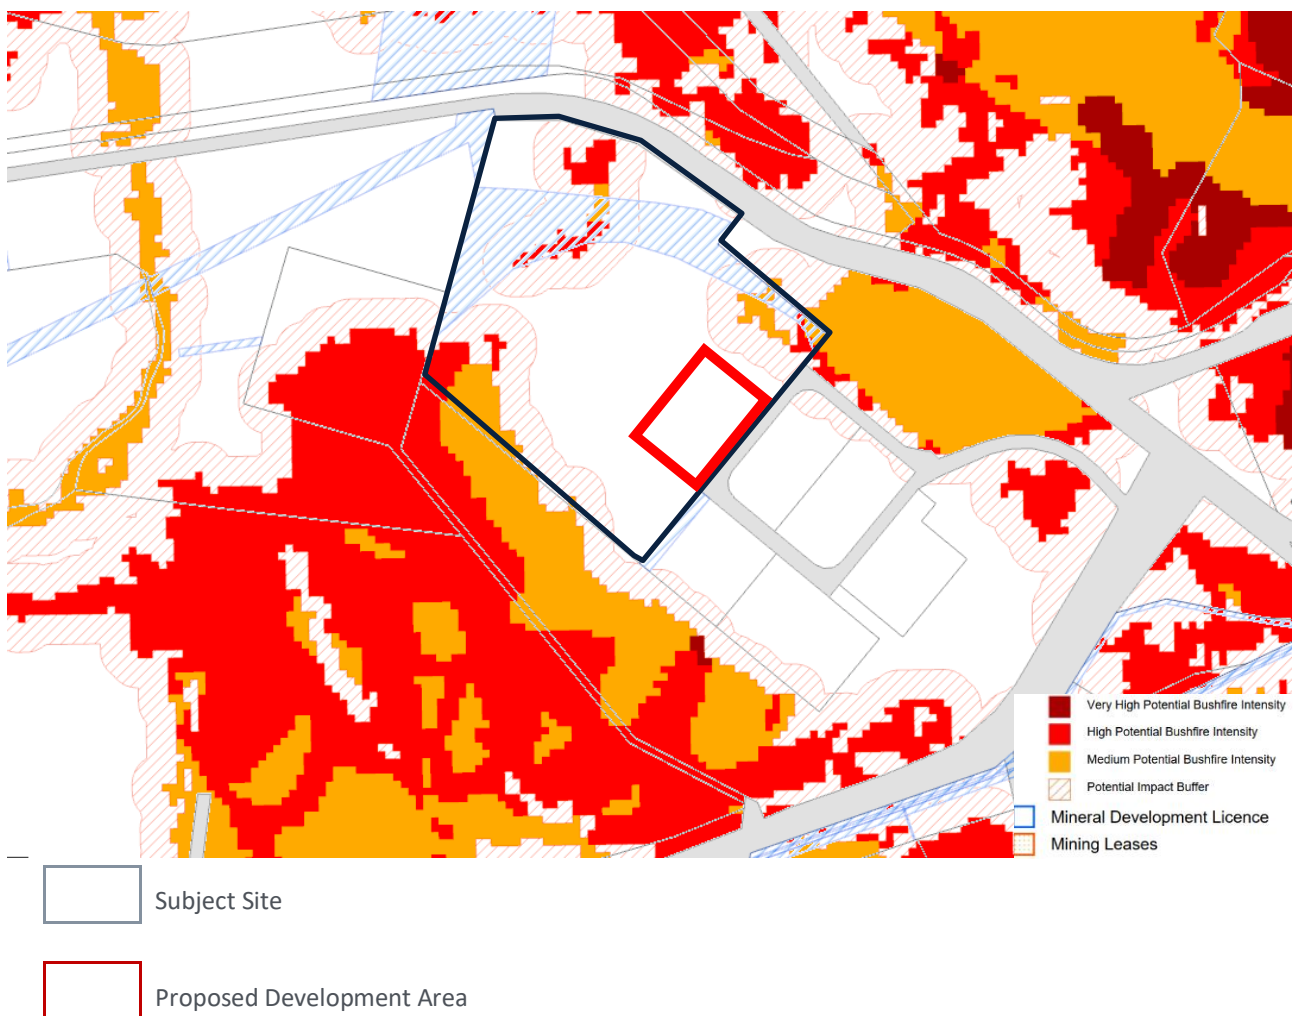 Very High Potential Bushfire Intensity
High Potential Bushfire Intensity
Medium Potential Bushfire Intensity
Potential Impact Buffer
Mineral Development Licence
Mining Leases
Subject Site
Proposed Development Area